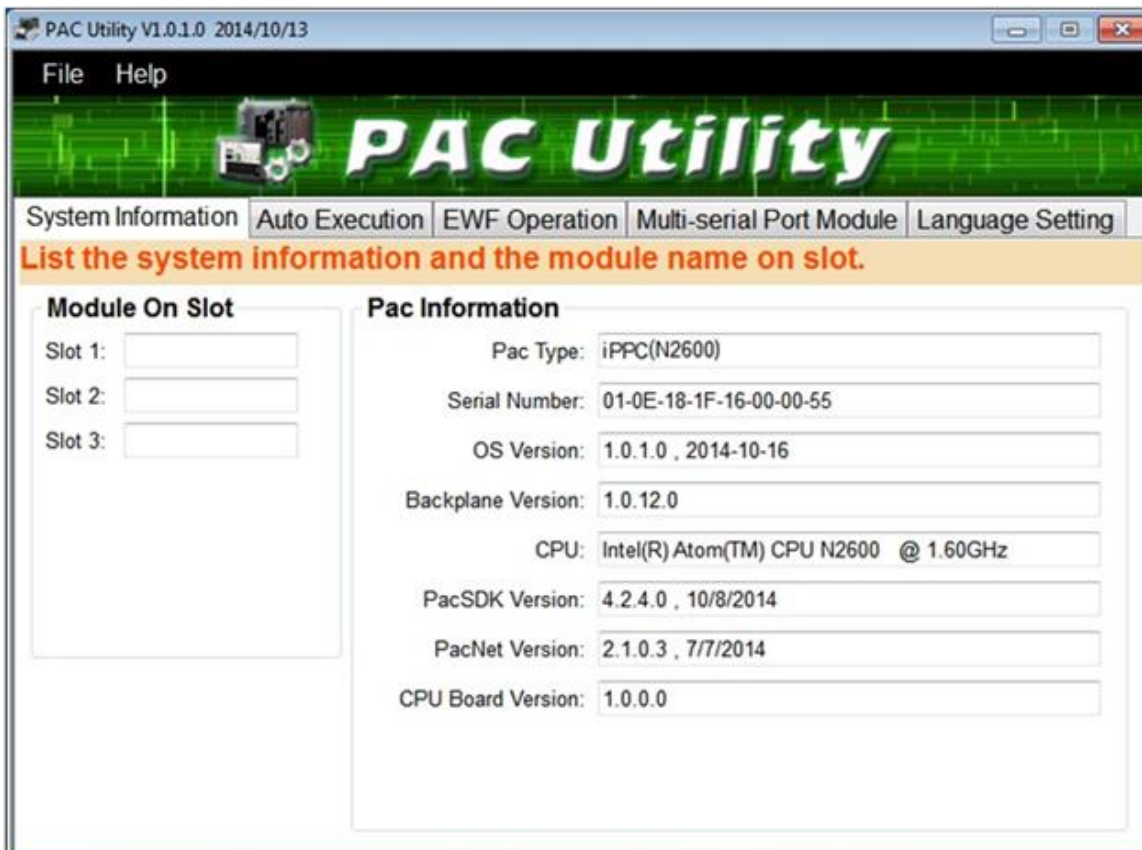 PAC Utility V1.0.1.0 2014/10/13
File Help
PAC Utility
System Information Auto Execution EWF Operation Multi-serial Port Module Language Setting
List the system information and the module name on slot.
Module On Slot
Slot 1:
Slot 2:
Slot 3:
Pac Information
Pac Type: iPPC(N2600)
Serial Number: 01-0E-18-1F-16-00-00-55
OS Version: 1.0.1.0 , 2014-10-16
Backplane Version: 1.0.12.0
CPU: Intel(R) Atom(TM) CPU N2600 @ 1.60GHz
PacSDK Version: 4.2.4.0 , 10/8/2014
PacNet Version: 2.1.0.3 , 7/7/2014
CPU Board Version: 1.0.0.0